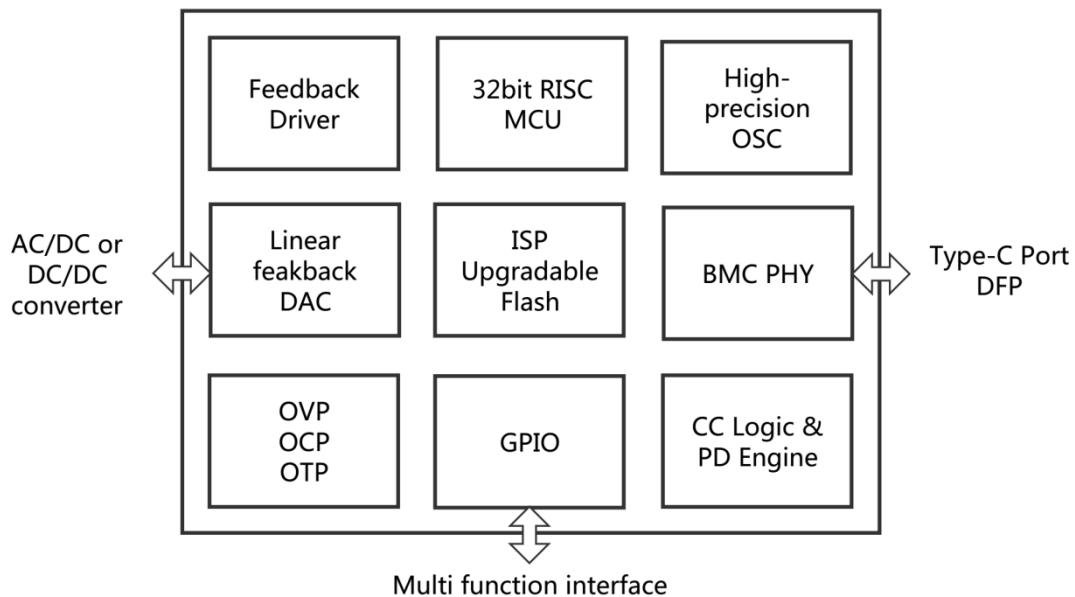 Feedback
Driver
32bit RISC
MCU
High-
precision
OSC
AC/DC or
DC/DC
converter
Linear
feakback
DAC
ISP
Upgradable
Flash
BMC PHY
Type-C Port
DFP
OVP
OCP
OTP
GPIO
CC Logic &
PD Engine
Multi function interface